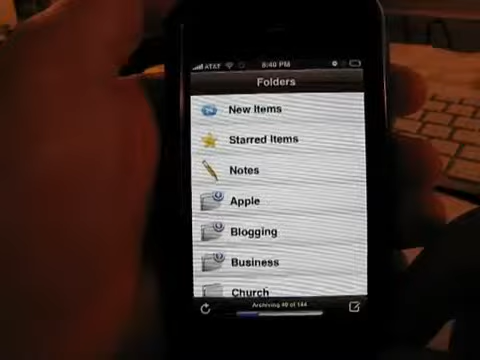 AT&T 8:40 PM
Folders
New Items
Starred Items
Notes
Apple
Blogging
Business
Church
Archiving 40 of 144